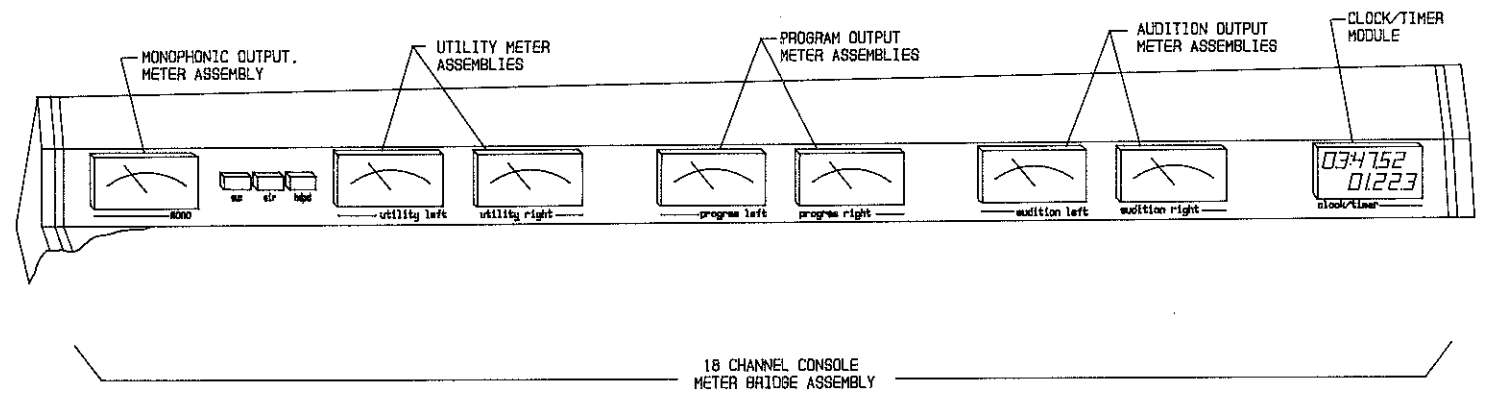 MONOPHONIC OUTPUT.
METER ASSEMBLY
UTILITY METER
ASSEMBLIES
PROGRAM OUTPUT
METER ASSEMBLIES
AUDITION OUTPUT
METER ASSEMBLIES
CLOCK/TIMER
MODULE
mono
air
utility left
utility right
program left
program right
audition left
audition right
03:47.52
01.22.3
clock/timer
18 CHANNEL CONSOLE
METER BRIDGE ASSEMBLY